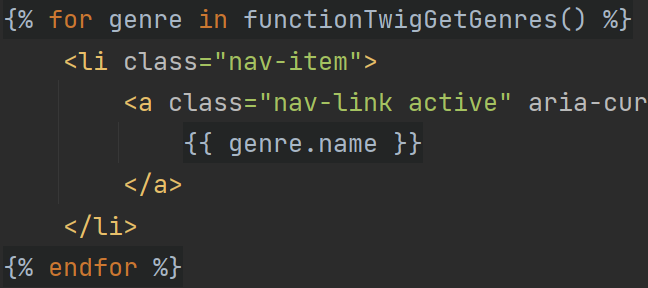 {% for genre in functionTwigGetGenres() %}
<li class="nav-item">
<a class="nav-link active" aria-cur
{{ genre.name }}
</a>
</li>
{% endfor %}